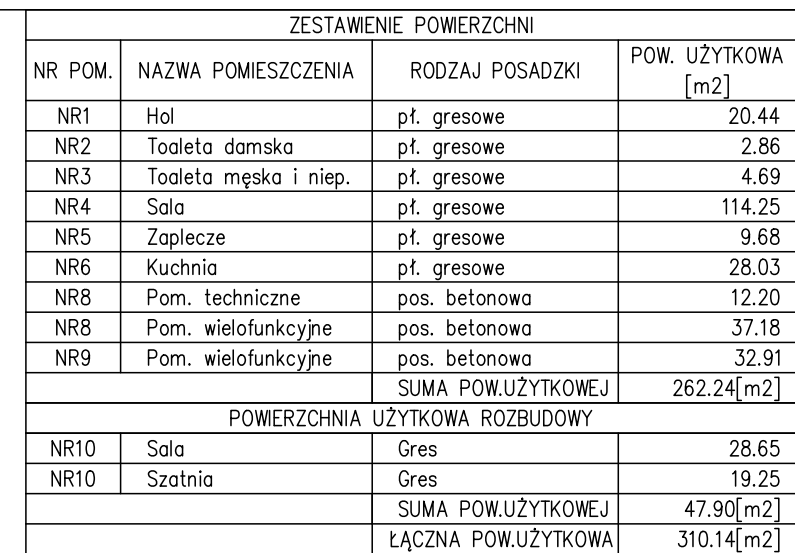 ZESTAWIENIE POWIERZCHNI
NR POM. NAZWA POMIESZCZENIA RODZAJ POSADZKI POW. UŻYTKOWA
[m2]
NR1 Hol pł. gresowe 20.44
NR2 Toaleta damska pł. gresowe 2.86
NR3 Toaleta męska i niep. pł. gresowe 4.69
NR4 Sala pł. gresowe 114.25
NR5 Zaplecze pł. gresowe 9.68
NR6 Kuchnia pł. gresowe 28.03
NR8 Pom. techniczne pos. betonowa 12.20
NR8 Pom. wielofunkcyjne pos. betonowa 37.18
NR9 Pom. wielofunkcyjne pos. betonowa 32.91
SUMA POW.UŻYTKOWEJ 262.24[m2]
POWIERZCHNIA UŻYTKOWA ROZBUDOWY
NR10 Sala Gres 28.65
NR10 Szatnia Gres 19.25
SUMA POW.UŻYTKOWEJ 47.90[m2]
ŁĄCZNA POW.UŻYTKOWA 310.14[m2]